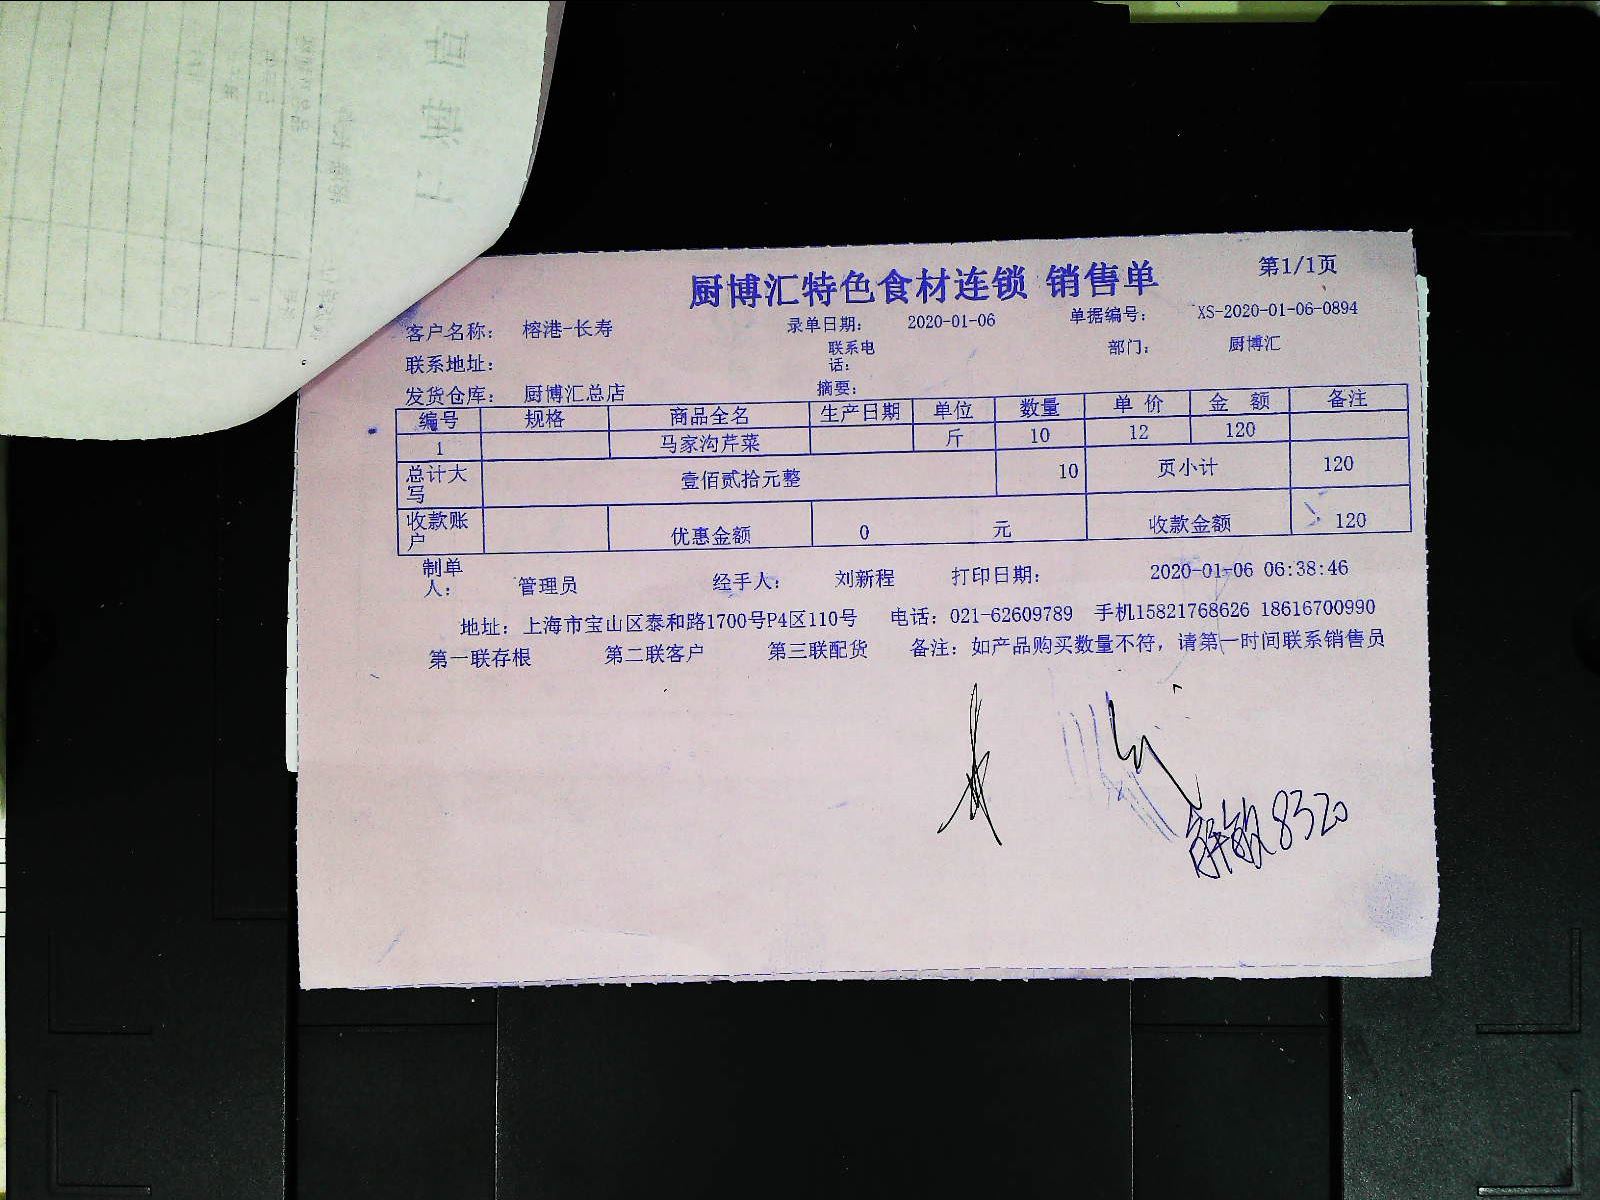 厨博汇特色食材连锁 销售单 第1/1页
客户名称： 榕港-长寿 录单日期： 2020-01-06 单据编号： XS-2020-01-06-0894
联系地址： 联系电话： 部门： 厨博汇
发货仓库： 厨博汇总店 摘要：
编号 规格 商品全名 生产日期 单位 数量 单价 金额 备注
1 马家沟芹菜 斤 10 12 120
总计大写 壹佰贰拾元整 10 页小计 120
收款账户 优惠金额 0 元 收款金额 120
制单人： 管理员 经手人： 刘新程 打印日期： 2020-01-06 06:38:46
地址：上海市宝山区泰和路1700号P4区110号 电话：021-62609789 手机15821768626 18616700990
第一联存根 第二联客户 第三联配货 备注：如产品购买数量不符，请第一时间联系销售员
8320